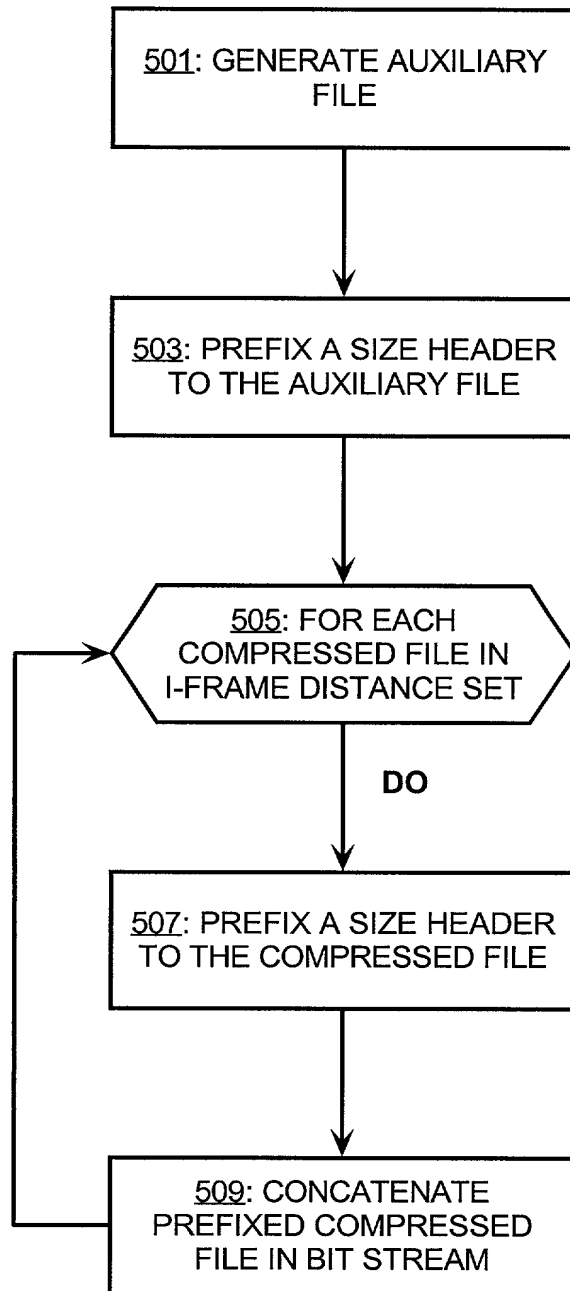 501: GENERATE AUXILIARY
FILE
503: PREFIX A SIZE HEADER
TO THE AUXILIARY FILE
505: FOR EACH
COMPRESSED FILE IN
I-FRAME DISTANCE SET
DO
507: PREFIX A SIZE HEADER
TO THE COMPRESSED FILE
509: CONCATENATE
PREFIXED COMPRESSED
FILE IN BIT STREAM